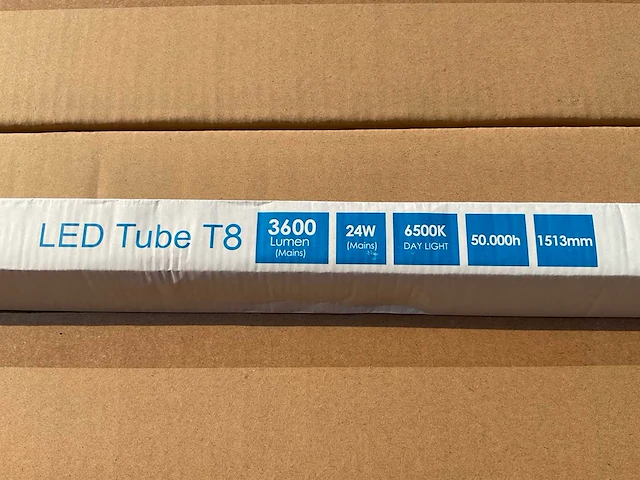 LED Tube T8
3600
Lumen
(Mains)
24W
(Mains)
6500K
DAY LIGHT
50.000h
1513mm